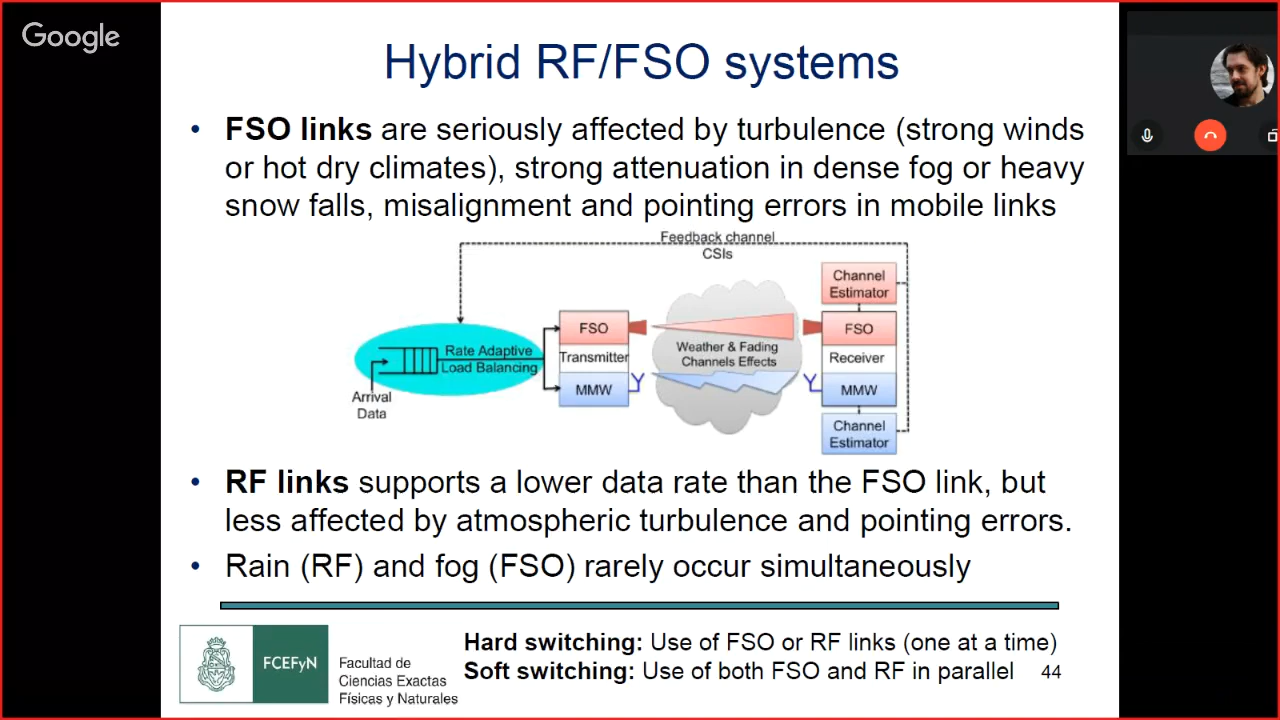 Google
Hybrid RF/FSO systems
• FSO links are seriously affected by turbulence (strong winds
or hot dry climates), strong attenuation in dense fog or heavy
snow falls, misalignment and pointing errors in mobile links
Feedback channel
CSIs
Channel
Estimator
FSO
Transmitter
MMW
Rate Adaptive
Load Balancing
Arrival
Data
Weather & Fading
Channels Effects
FSO
Receiver
MMW
Channel
Estimator
• RF links supports a lower data rate than the FSO link, but
less affected by atmospheric turbulence and pointing errors.
• Rain (RF) and fog (FSO) rarely occur simultaneously
FCEFyN
Facultad de
Ciencias Exactas
Físicas y Naturales
Hard switching: Use of FSO or RF links (one at a time)
Soft switching: Use of both FSO and RF in parallel
44